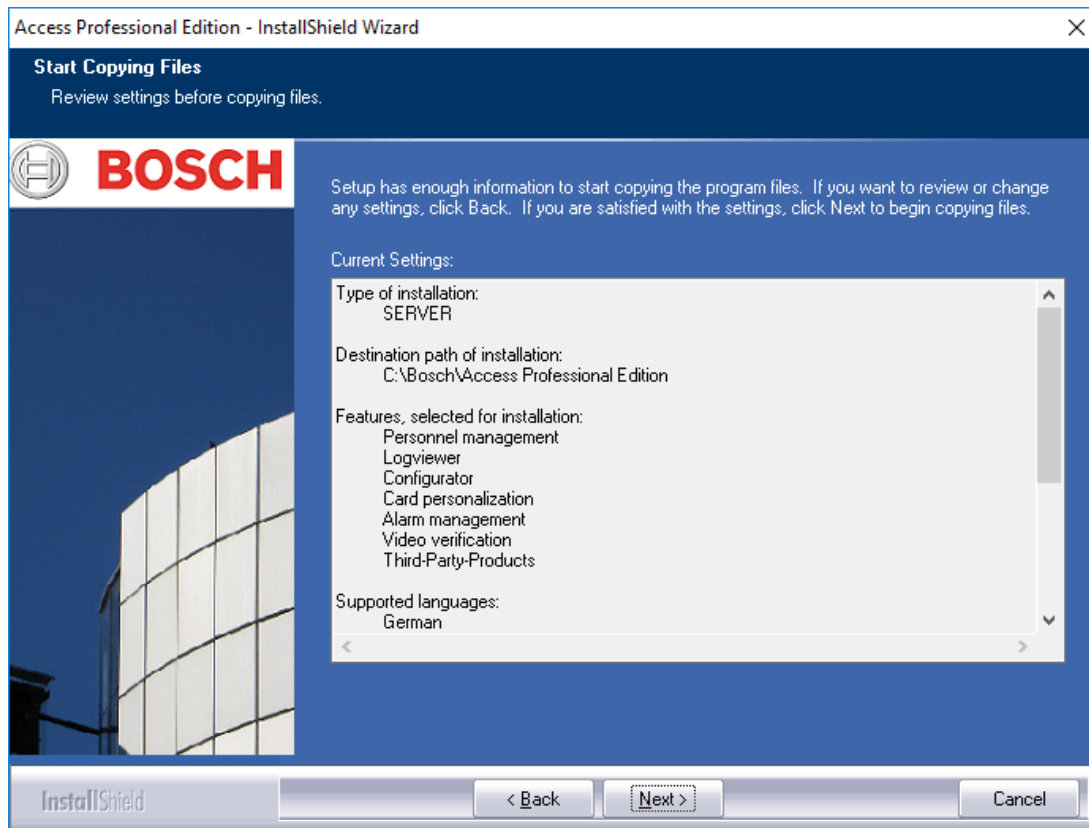 Access Professional Edition - InstallShield Wizard
Start Copying Files
Review settings before copying files.
BOSCH
Setup has enough information to start copying the program files. If you want to review or change
any settings, click Back. If you are satisfied with the settings, click Next to begin copying files.
Current Settings:
Type of installation:
SERVER
Destination path of installation:
C:\Bosch\Access Professional Edition
Features, selected for installation:
Personnel management
Logviewer
Configurator
Card personalization
Alarm management
Video verification
Third-Party-Products
Supported languages:
German
InstallShield
< Back
Next >
Cancel